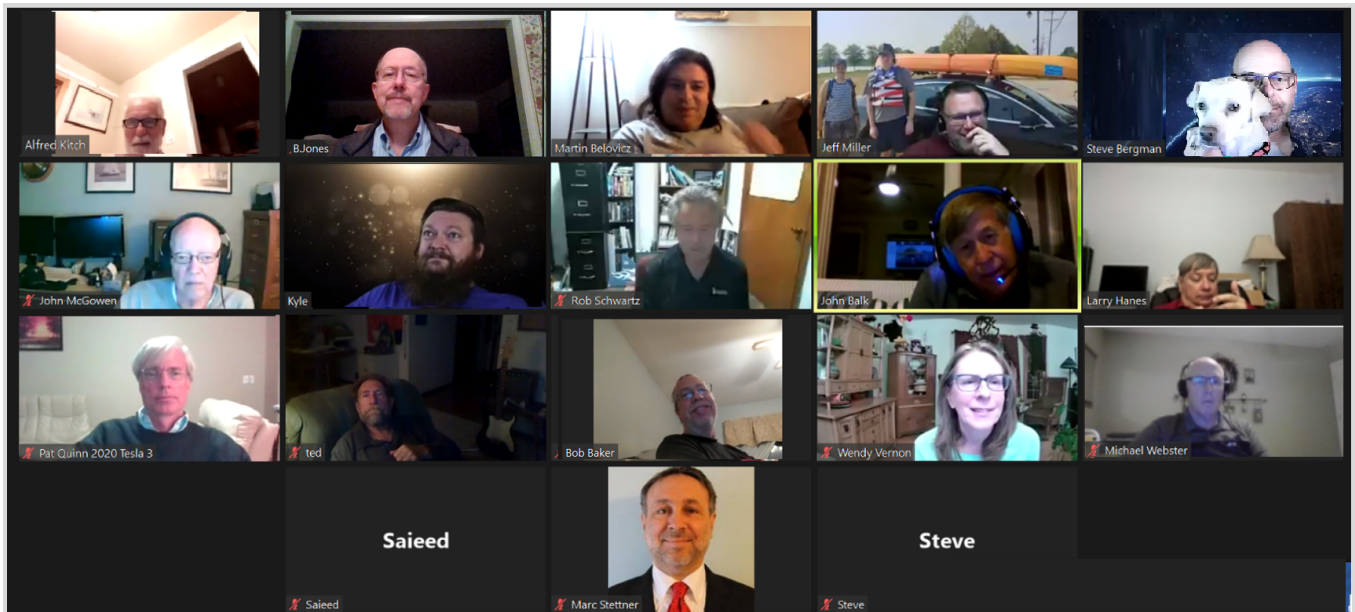 Alfred Kitch
B.Jones
Martin Belovicz
Jeff Miller
Steve Bergman
John McGowen
Kyle
Rob Schwartz
John Balk
Larry Hanes
Pat Quinn 2020 Tesla 3
ted
Bob Baker
Wendy Vernon
Michael Webster
Saieed
Steve
Saieed
Marc Stettner
Steve